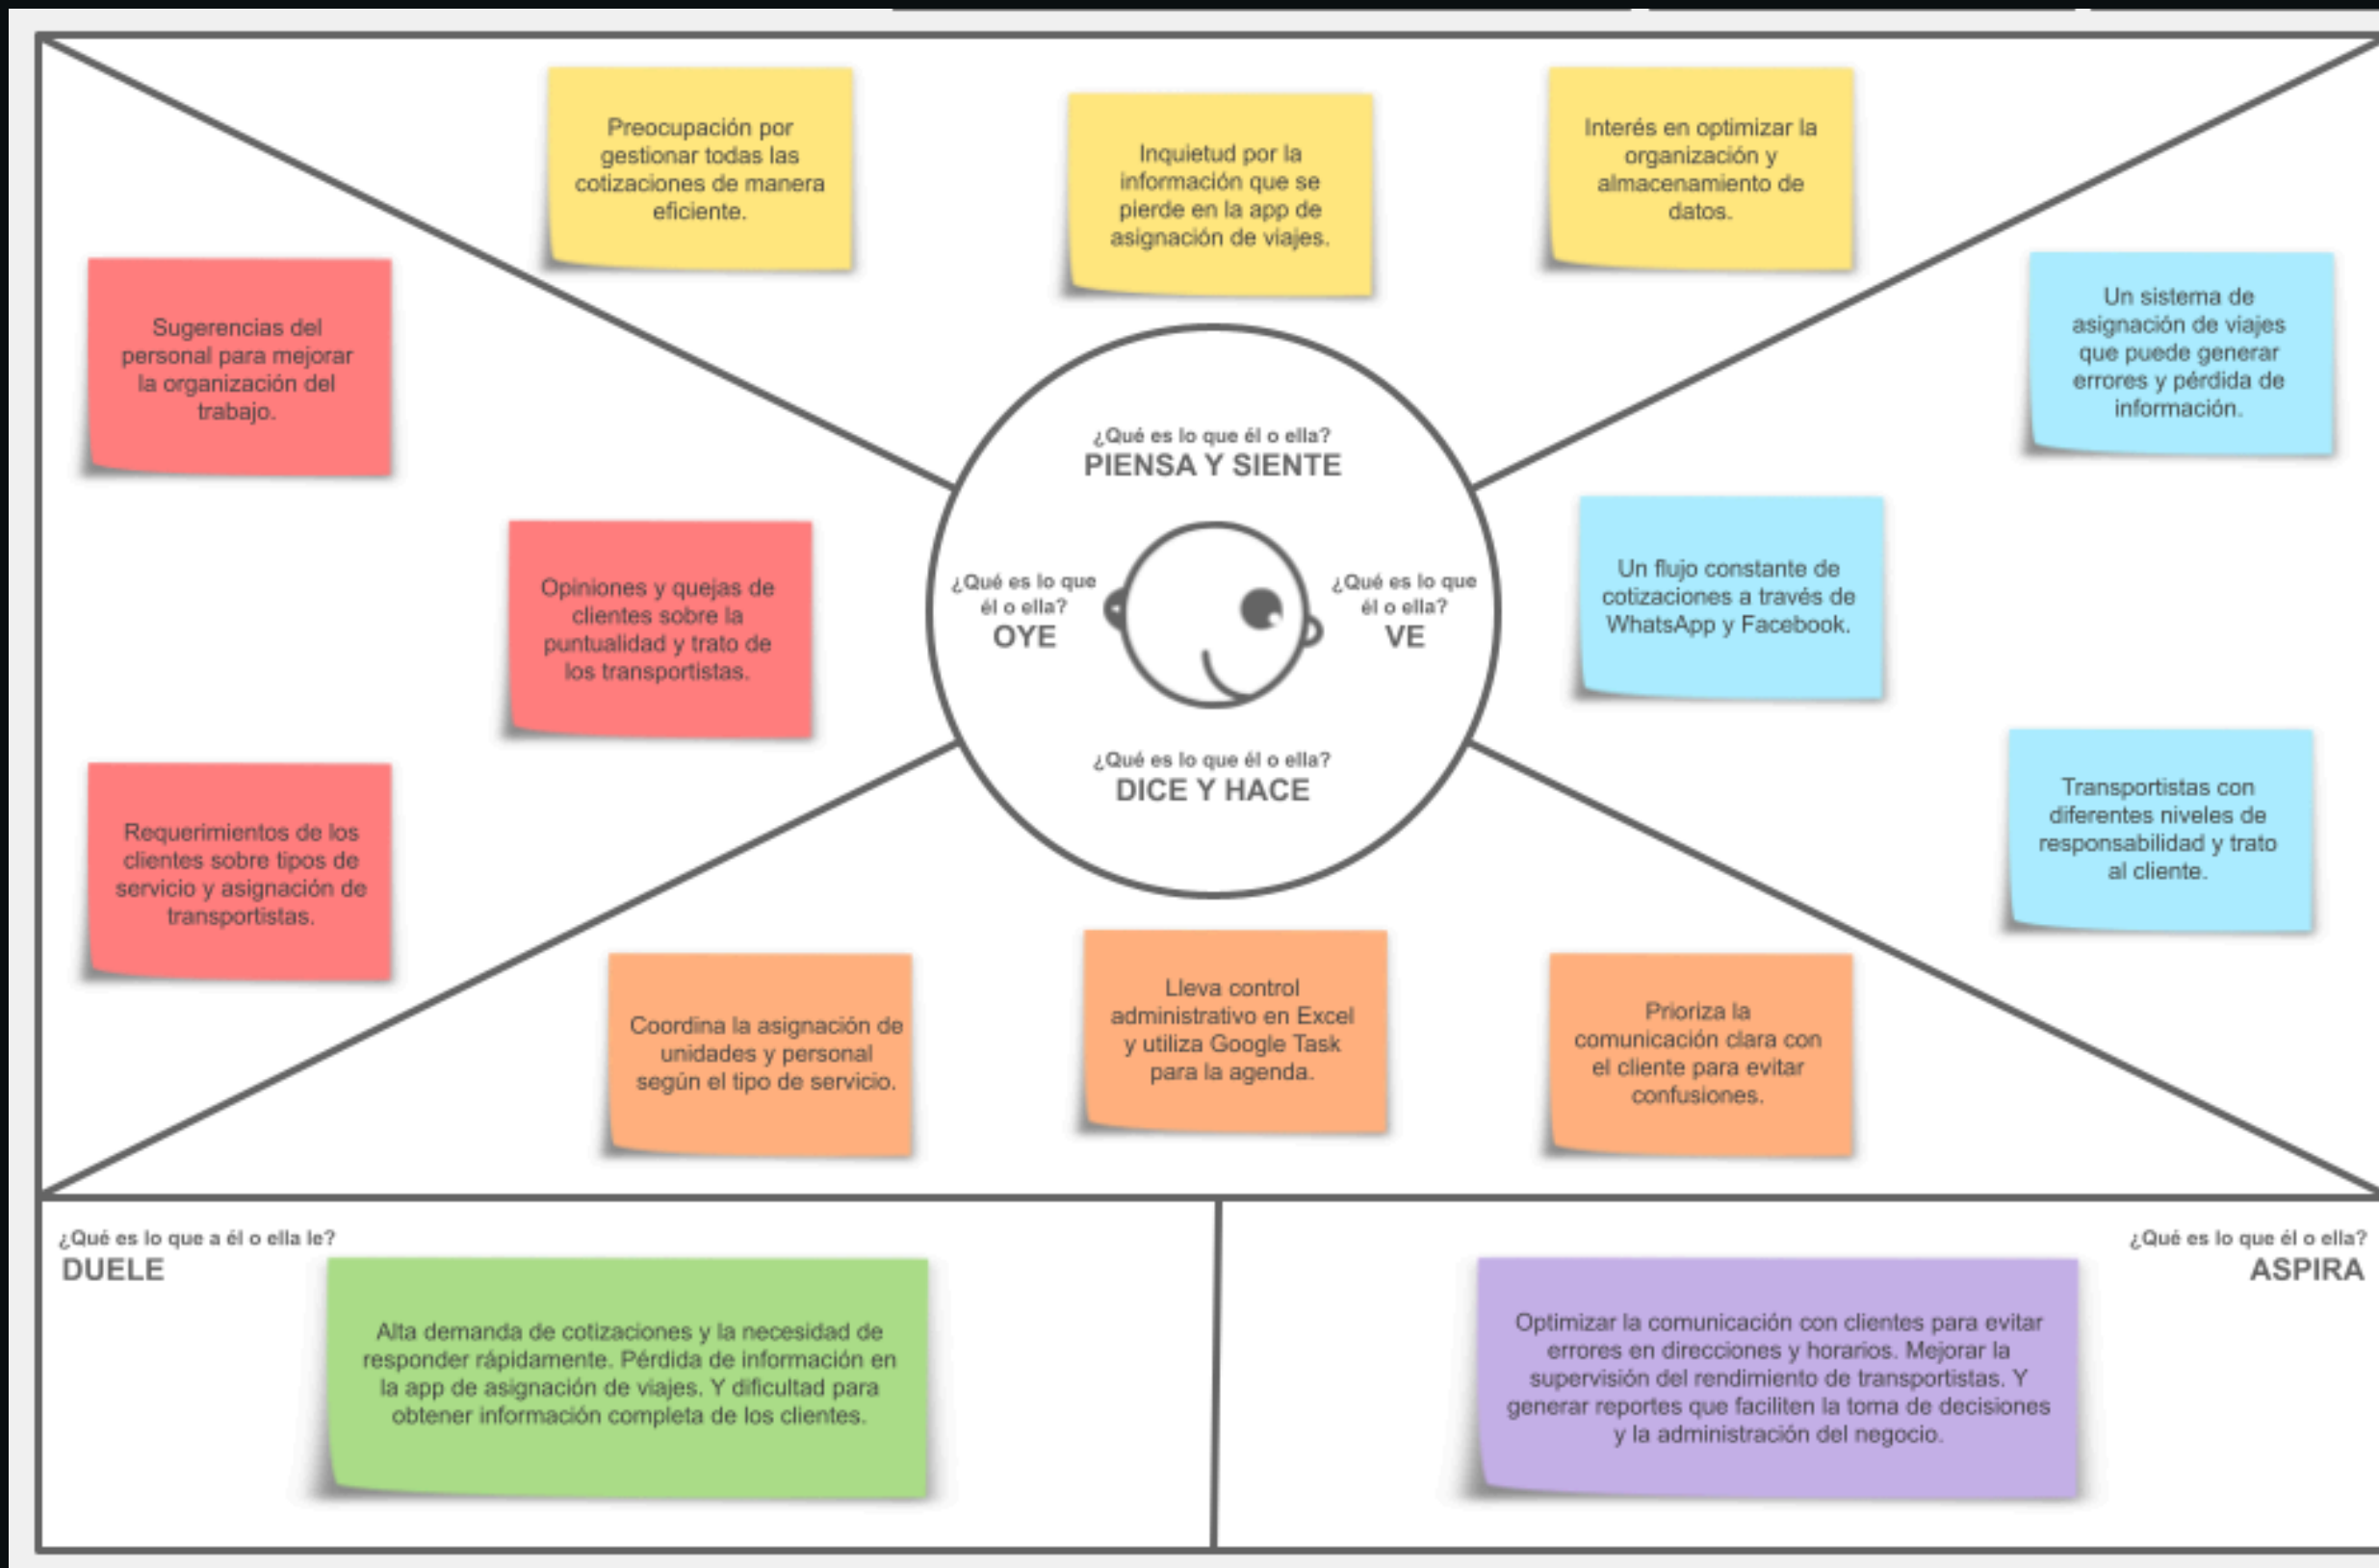 Preocupación por
gestionar todas las
cotizaciones de manera
eficiente.
Inquietud por la
información que se
pierde en la app de
asignación de viajes.
Interés en optimizar la
organización y
almacenamiento de
datos.
Sugerencias del
personal para mejorar
la organización del
trabajo.
Opiniones y quejas de
clientes sobre la
puntualidad y trato de
los transportistas.
Requerimientos de los
clientes sobre tipos de
servicio y asignación de
transportistas.
¿Qué es lo que él o ella?
PIENSA Y SIENTE
¿Qué es lo que
él o ella?
OYE
¿Qué es lo que
él o ella?
VE
¿Qué es lo que él o ella?
DICE Y HACE
Un sistema de
asignación de viajes
que puede generar
errores y pérdida de
información.
Un flujo constante de
cotizaciones a través de
WhatsApp y Facebook.
Transportistas con
diferentes niveles de
responsabilidad y trato
al cliente.
Coordina la asignación de
unidades y personal
según el tipo de servicio.
Lleva control
administrativo en Excel
y utiliza Google Task
para la agenda.
Prioriza la
comunicación clara con
el cliente para evitar
confusiones.
¿Qué es lo que a él o ella le?
DUELE
Alta demanda de cotizaciones y la necesidad de
responder rápidamente. Pérdida de información en
la app de asignación de viajes. Y dificultad para
obtener información completa de los clientes.
¿Qué es lo que él o ella?
ASPIRA
Optimizar la comunicación con clientes para evitar
errores en direcciones y horarios. Mejorar la
supervisión del rendimiento de transportistas. Y
generar reportes que faciliten la toma de decisiones
y la administración del negocio.